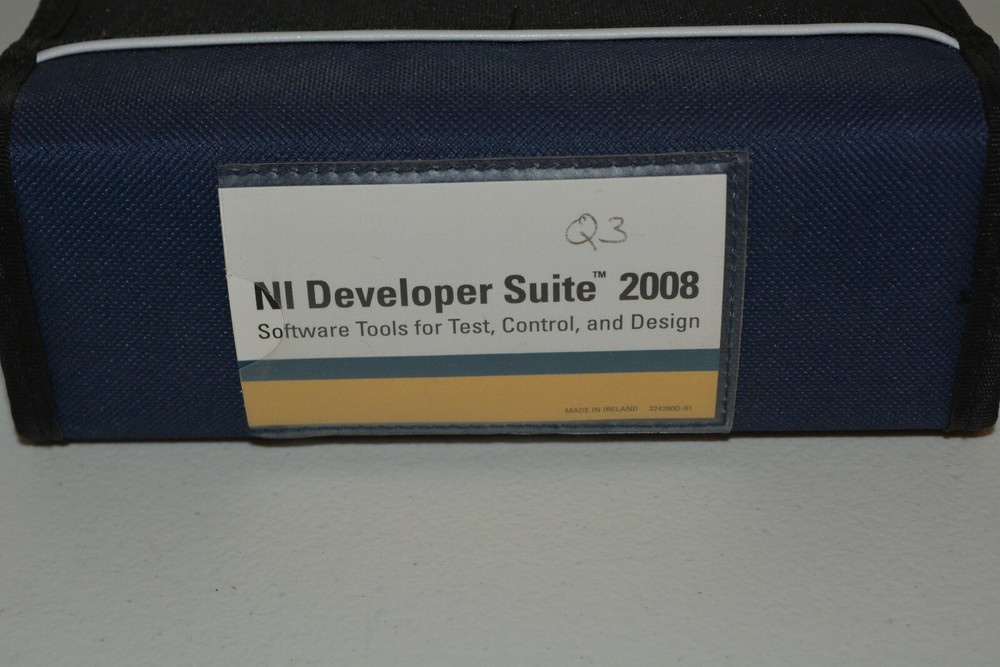 Q3
NI Developer Suite™ 2008
Software Tools for Test, Control, and Design
MADE IN IRELAND